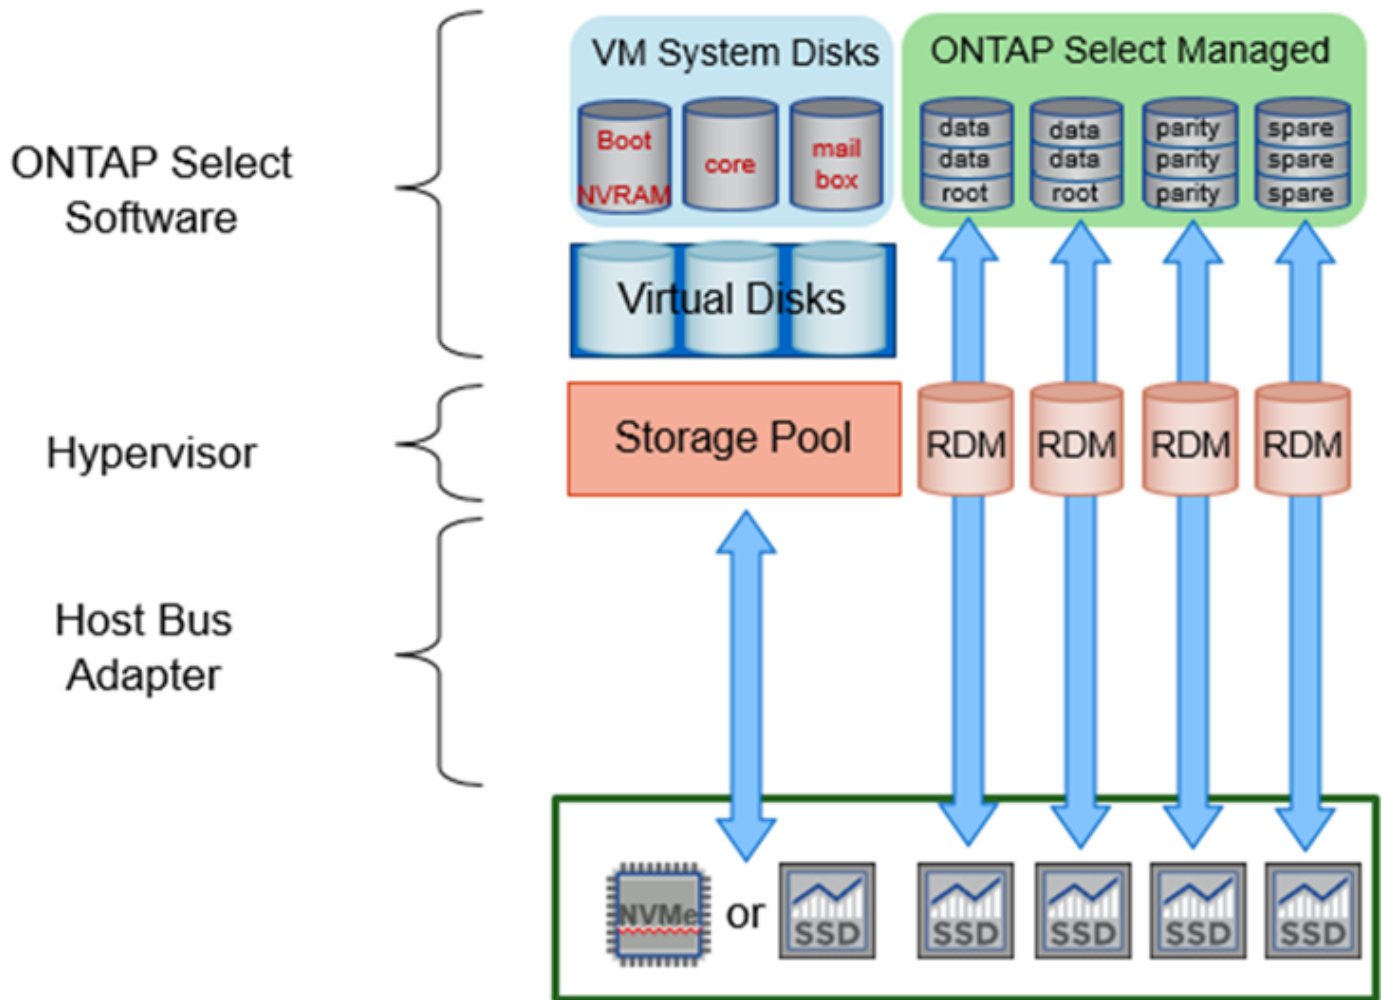 VM System Disks
ONTAP Select Managed
Boot
NVRAM
core
mail
box
data
data
root
data
data
root
parity
parity
parity
spare
spare
spare
ONTAP Select
Software
Virtual Disks
Hypervisor
Storage Pool
RDM
RDM
RDM
RDM
Host Bus
Adapter
NVMe
or
SSD
SSD
SSD
SSD
SSD